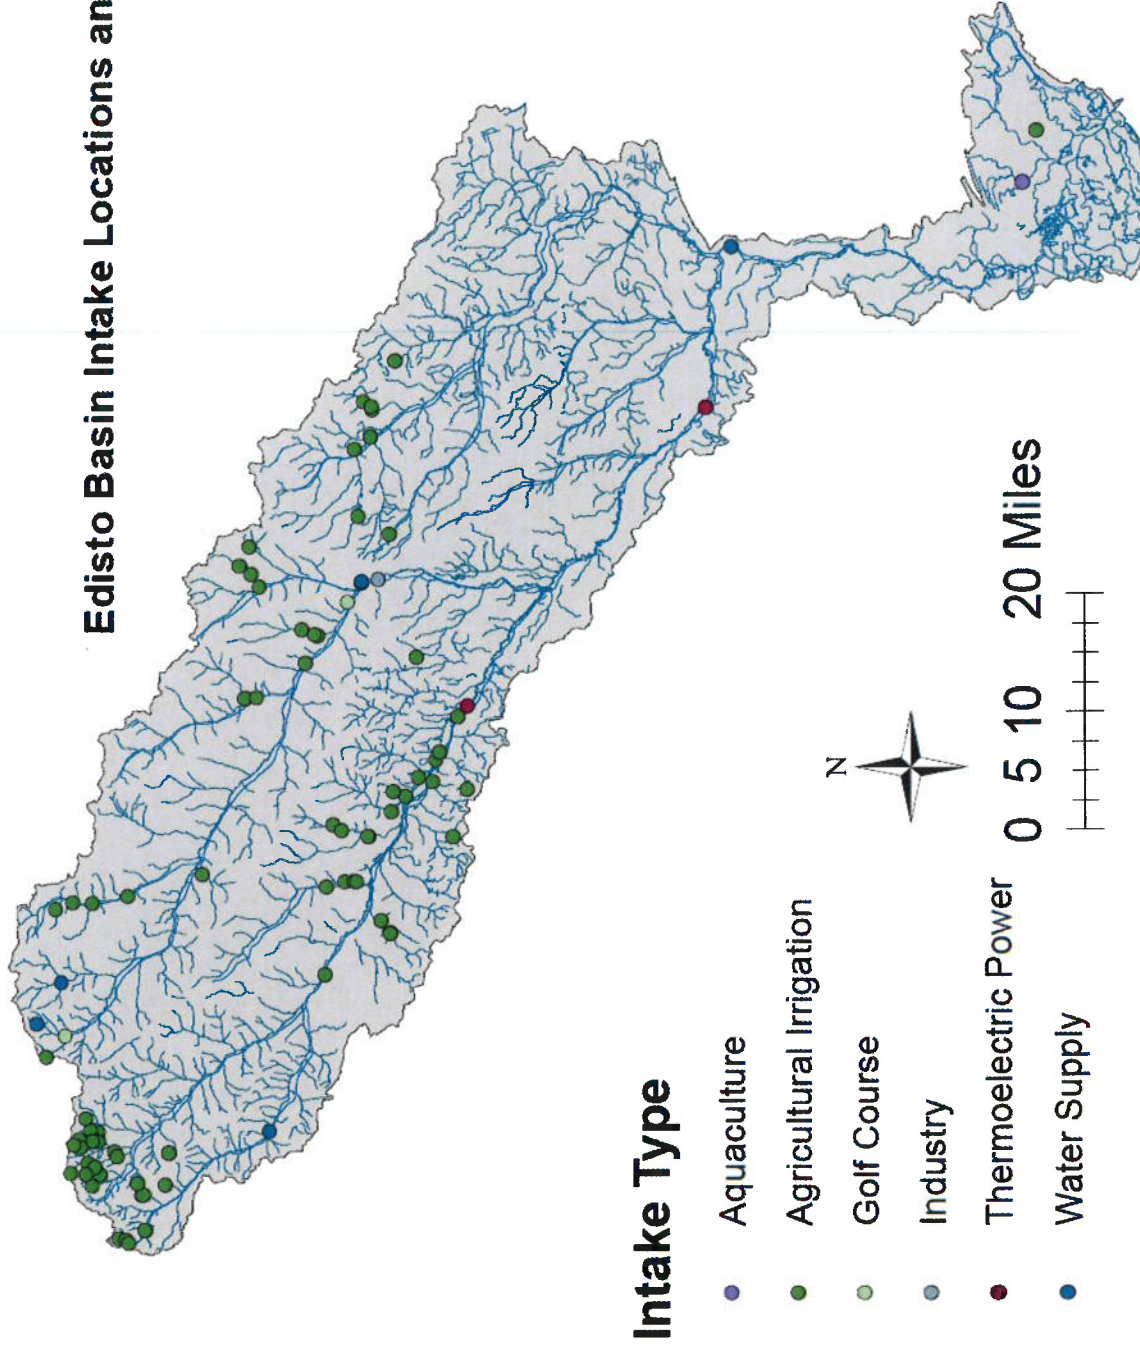 Edisto Basin Intake Locations an
Intake Type
Aquaculture
Agricultural Irrigation
Golf Course
Industry
Thermoelectric Power
Water Supply
N
0 5 10 20 Miles